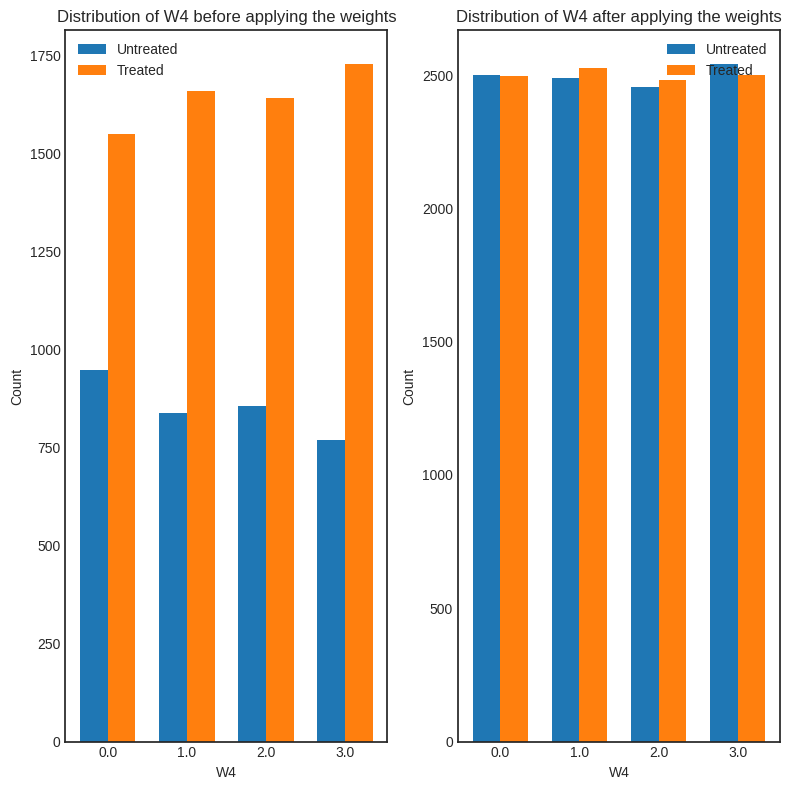 Distribution of W4 before applying the weights
Untreated
Treated
1750
1500
1250
1000
750
500
250
0
Count
0.0 1.0 2.0 3.0
W4
Distribution of W4 after applying the weights
Untreated
Treated
2500
2000
1500
1000
500
0
Count
0.0 1.0 2.0 3.0
W4